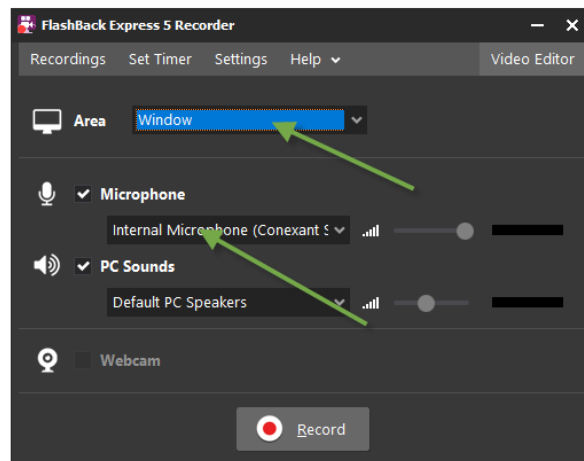 FlashBack Express 5 Recorder
Recordings Set Timer Settings Help Video Editor
Area Window
Microphone
Internal Microphone (Conexant S
PC Sounds
Default PC Speakers
Webcam
Record